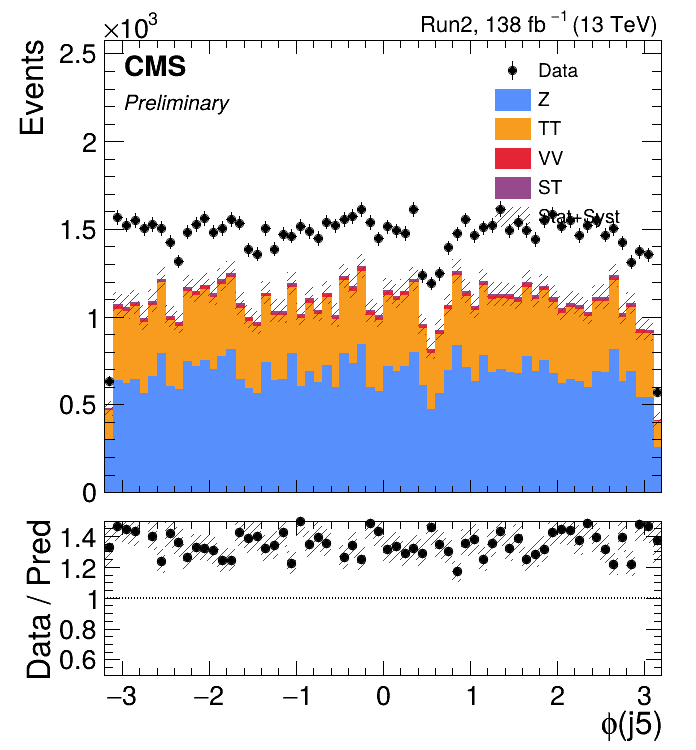 ×10³
Run2, 138 fb⁻¹ (13 TeV)
CMS
Preliminary
Events
2.5
2
1.5
1
0.5
0
Data
Z
TT
VV
ST
Stat+Syst
Data / Pred
1.4
1.2
1
0.8
0.6
−3 −2 −1 0 1 2 3
ϕ(j5)